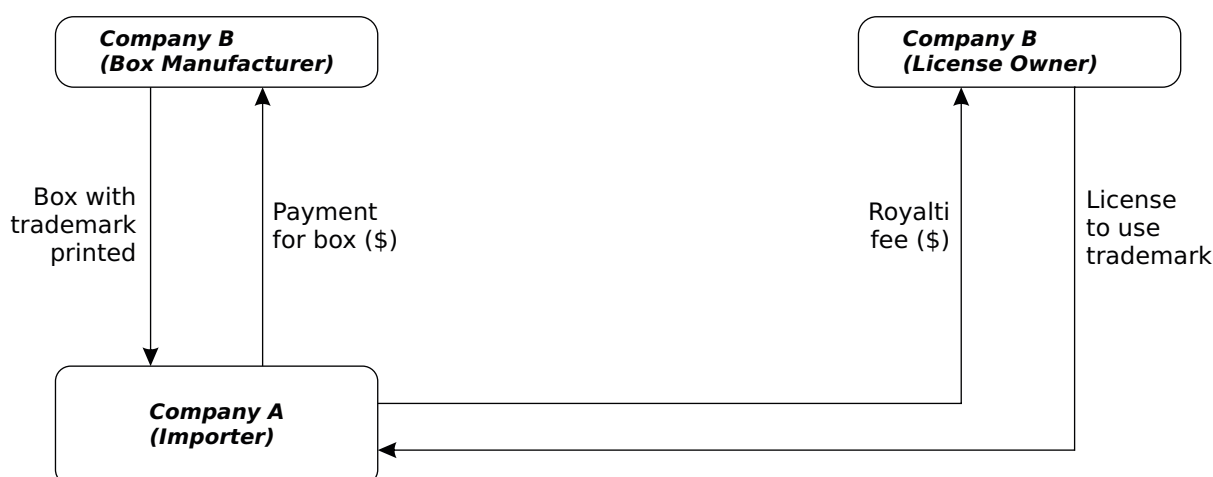 Company B
(Box Manufacturer)
Company B
(License Owner)
Box with
trademark
printed
Payment
for box ($)
Royalti
fee ($)
License
to use
trademark
Company A
(Importer)